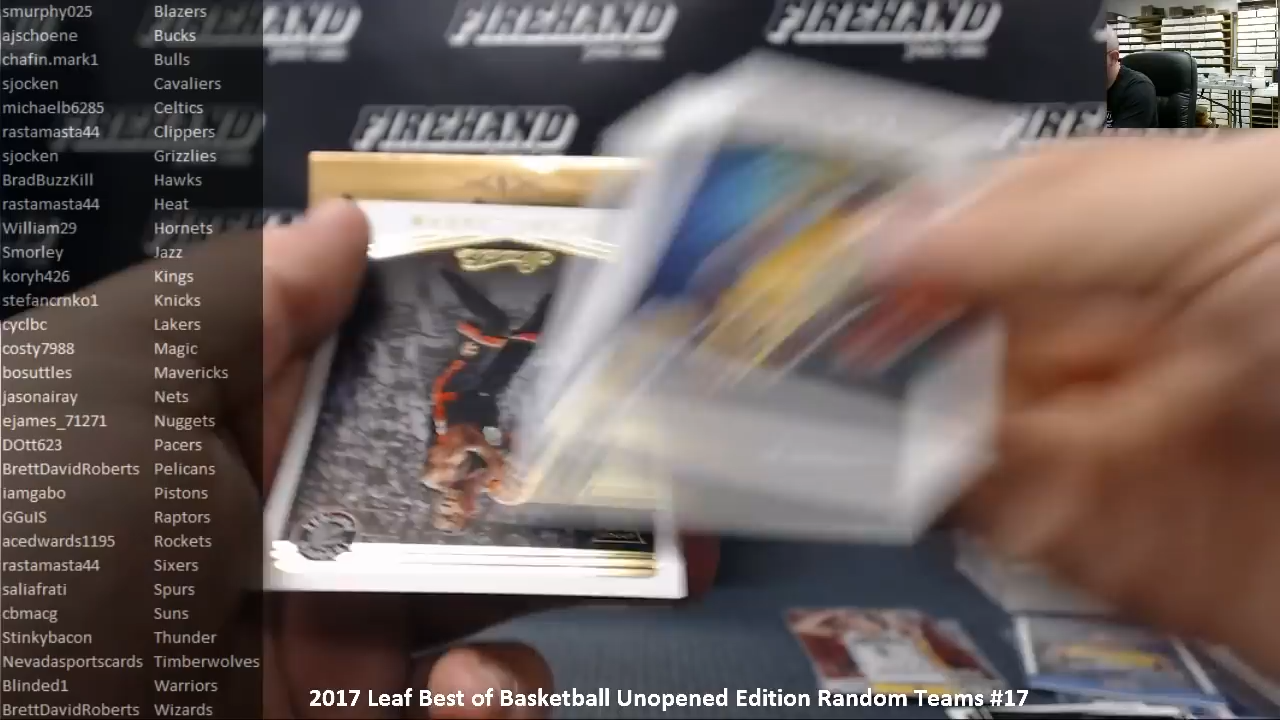 smurphy025 Blazers
ajschoene Bucks
chafin.mark1 Bulls
sjocken Cavaliers
michaelb6285 Celtics
rastamasta44 Clippers
sjocken Grizzlies
BradBuzzKill Hawks
rastamasta44 Heat
William29 Hornets
Smorley Jazz
koryh426 Kings
stefancrnko1 Knicks
cyclbc Lakers
costy7988 Magic
bosuttles Mavericks
jasonairay Nets
ejames_71271 Nuggets
DOtt623 Pacers
BrettDavidRoberts Pelicans
iamgabo Pistons
GGuIS Raptors
acedwards1195 Rockets
rastamasta44 Sixers
saliafrati Spurs
cbmacg Suns
Stinkybacon Thunder
Nevadasportscards Timberwolves
Blinded1 Warriors
BrettDavidRoberts Wizards
FIREHAND
FIREHAND
FIREHAND
2017 Leaf Best of Basketball Unopened Edition Random Teams #17